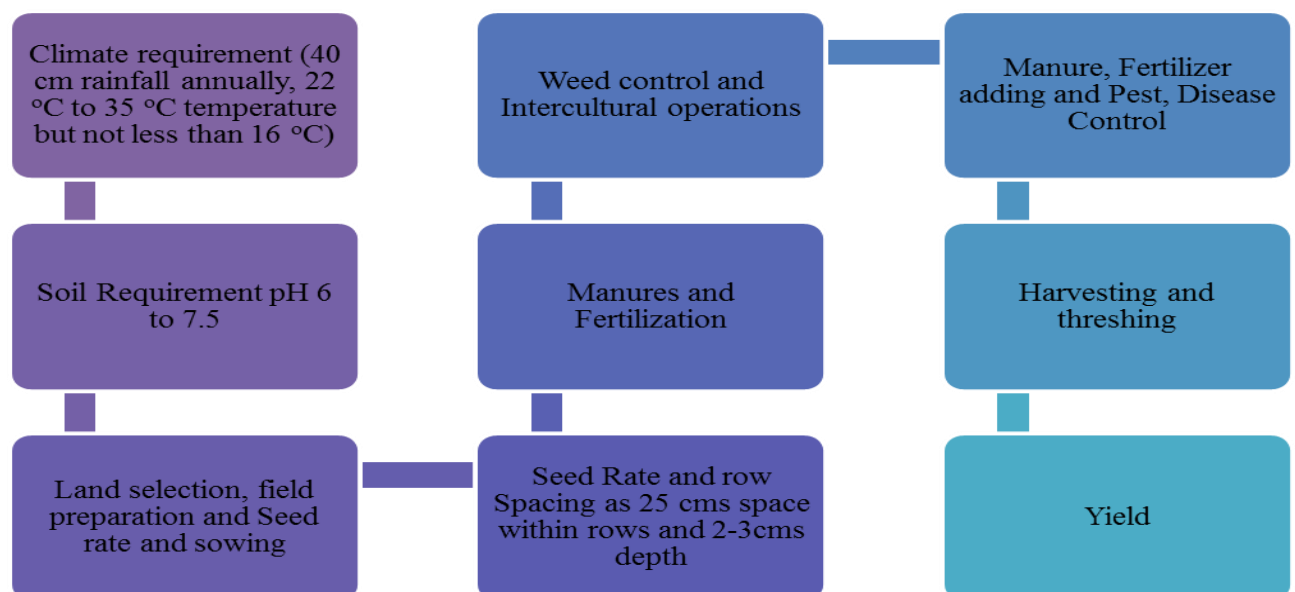 Climate requirement (40
cm rainfall annually, 22
°C to 35 °C temperature
but not less than 16 °C)
Soil Requirement pH 6
to 7.5
Land selection, field
preparation and Seed
rate and sowing
Seed Rate and row
Spacing as 25 cms space
within rows and 2-3cms
depth
Manures and
Fertilization
Weed control and
Intercultural operations
Manure, Fertilizer
adding and Pest, Disease
Control
Harvesting and
threshing
Yield